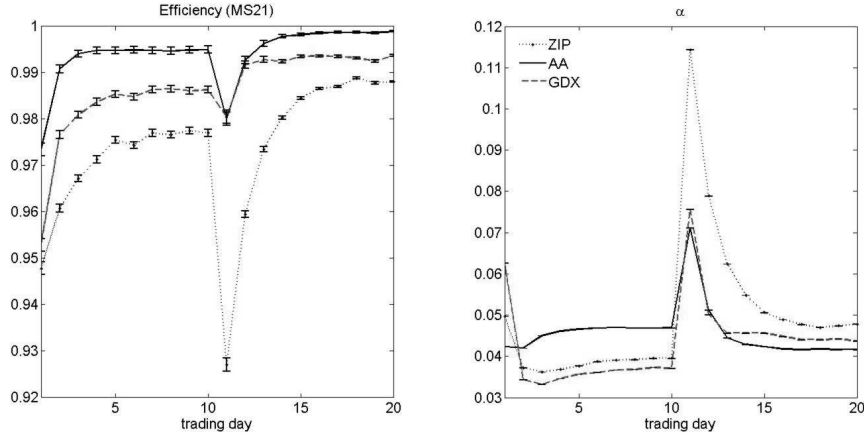 Efficiency (MS21)
1
0.99
0.98
0.97
0.96
0.95
0.94
0.93
0.92
5 10 15 20
trading day
α
0.12
0.11
0.1
0.09
0.08
0.07
0.06
0.05
0.04
0.03
ZIP
AA
GDX
5 10 15 20
trading day